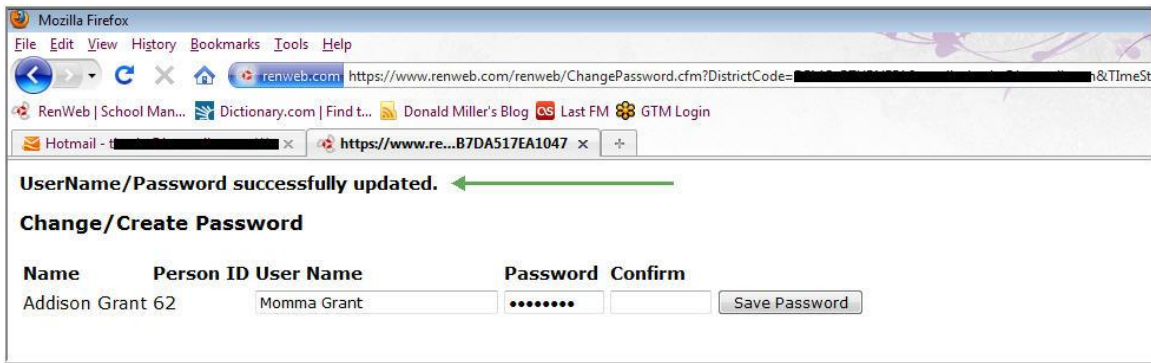 Mozilla Firefox
File Edit View History Bookmarks Tools Help
renweb.com https://www.renweb.com/renweb/ChangePassword.cfm?DistrictCode= n&TImeSt
RenWeb | School Man... Dictionary.com | Find t... Donald Miller's Blog Last FM GTM Login
Hotmail - t https://www.re...B7DA517EA1047
UserName/Password successfully updated.
Change/Create Password
Name Person ID User Name Password Confirm
Addison Grant 62 Momma Grant •••••••• Save Password